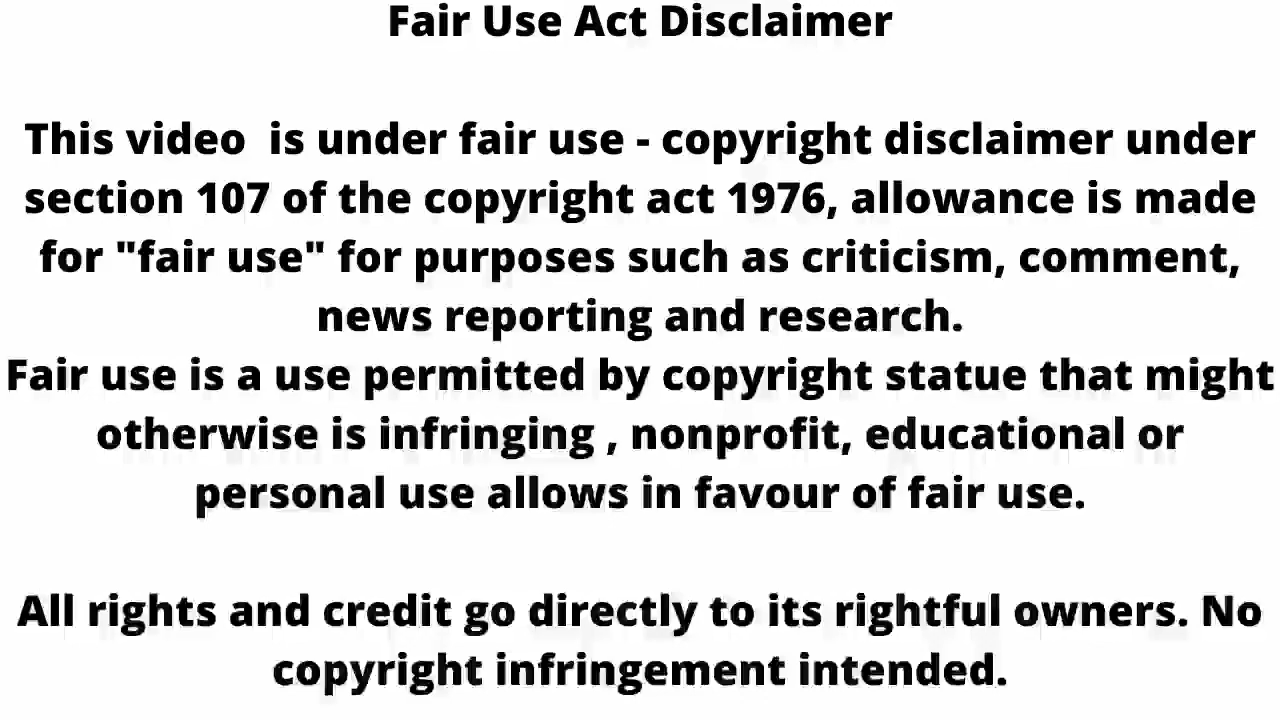 Fair Use Act Disclaimer
This video  is under fair use - copyright disclaimer under
section 107 of the copyright act 1976, allowance is made
for "fair use" for purposes such as criticism, comment,
news reporting and research.
Fair use is a use permitted by copyright statue that might
otherwise is infringing , nonprofit, educational or
personal use allows in favour of fair use.
All rights and credit go directly to its rightful owners. No
copyright infringement intended.